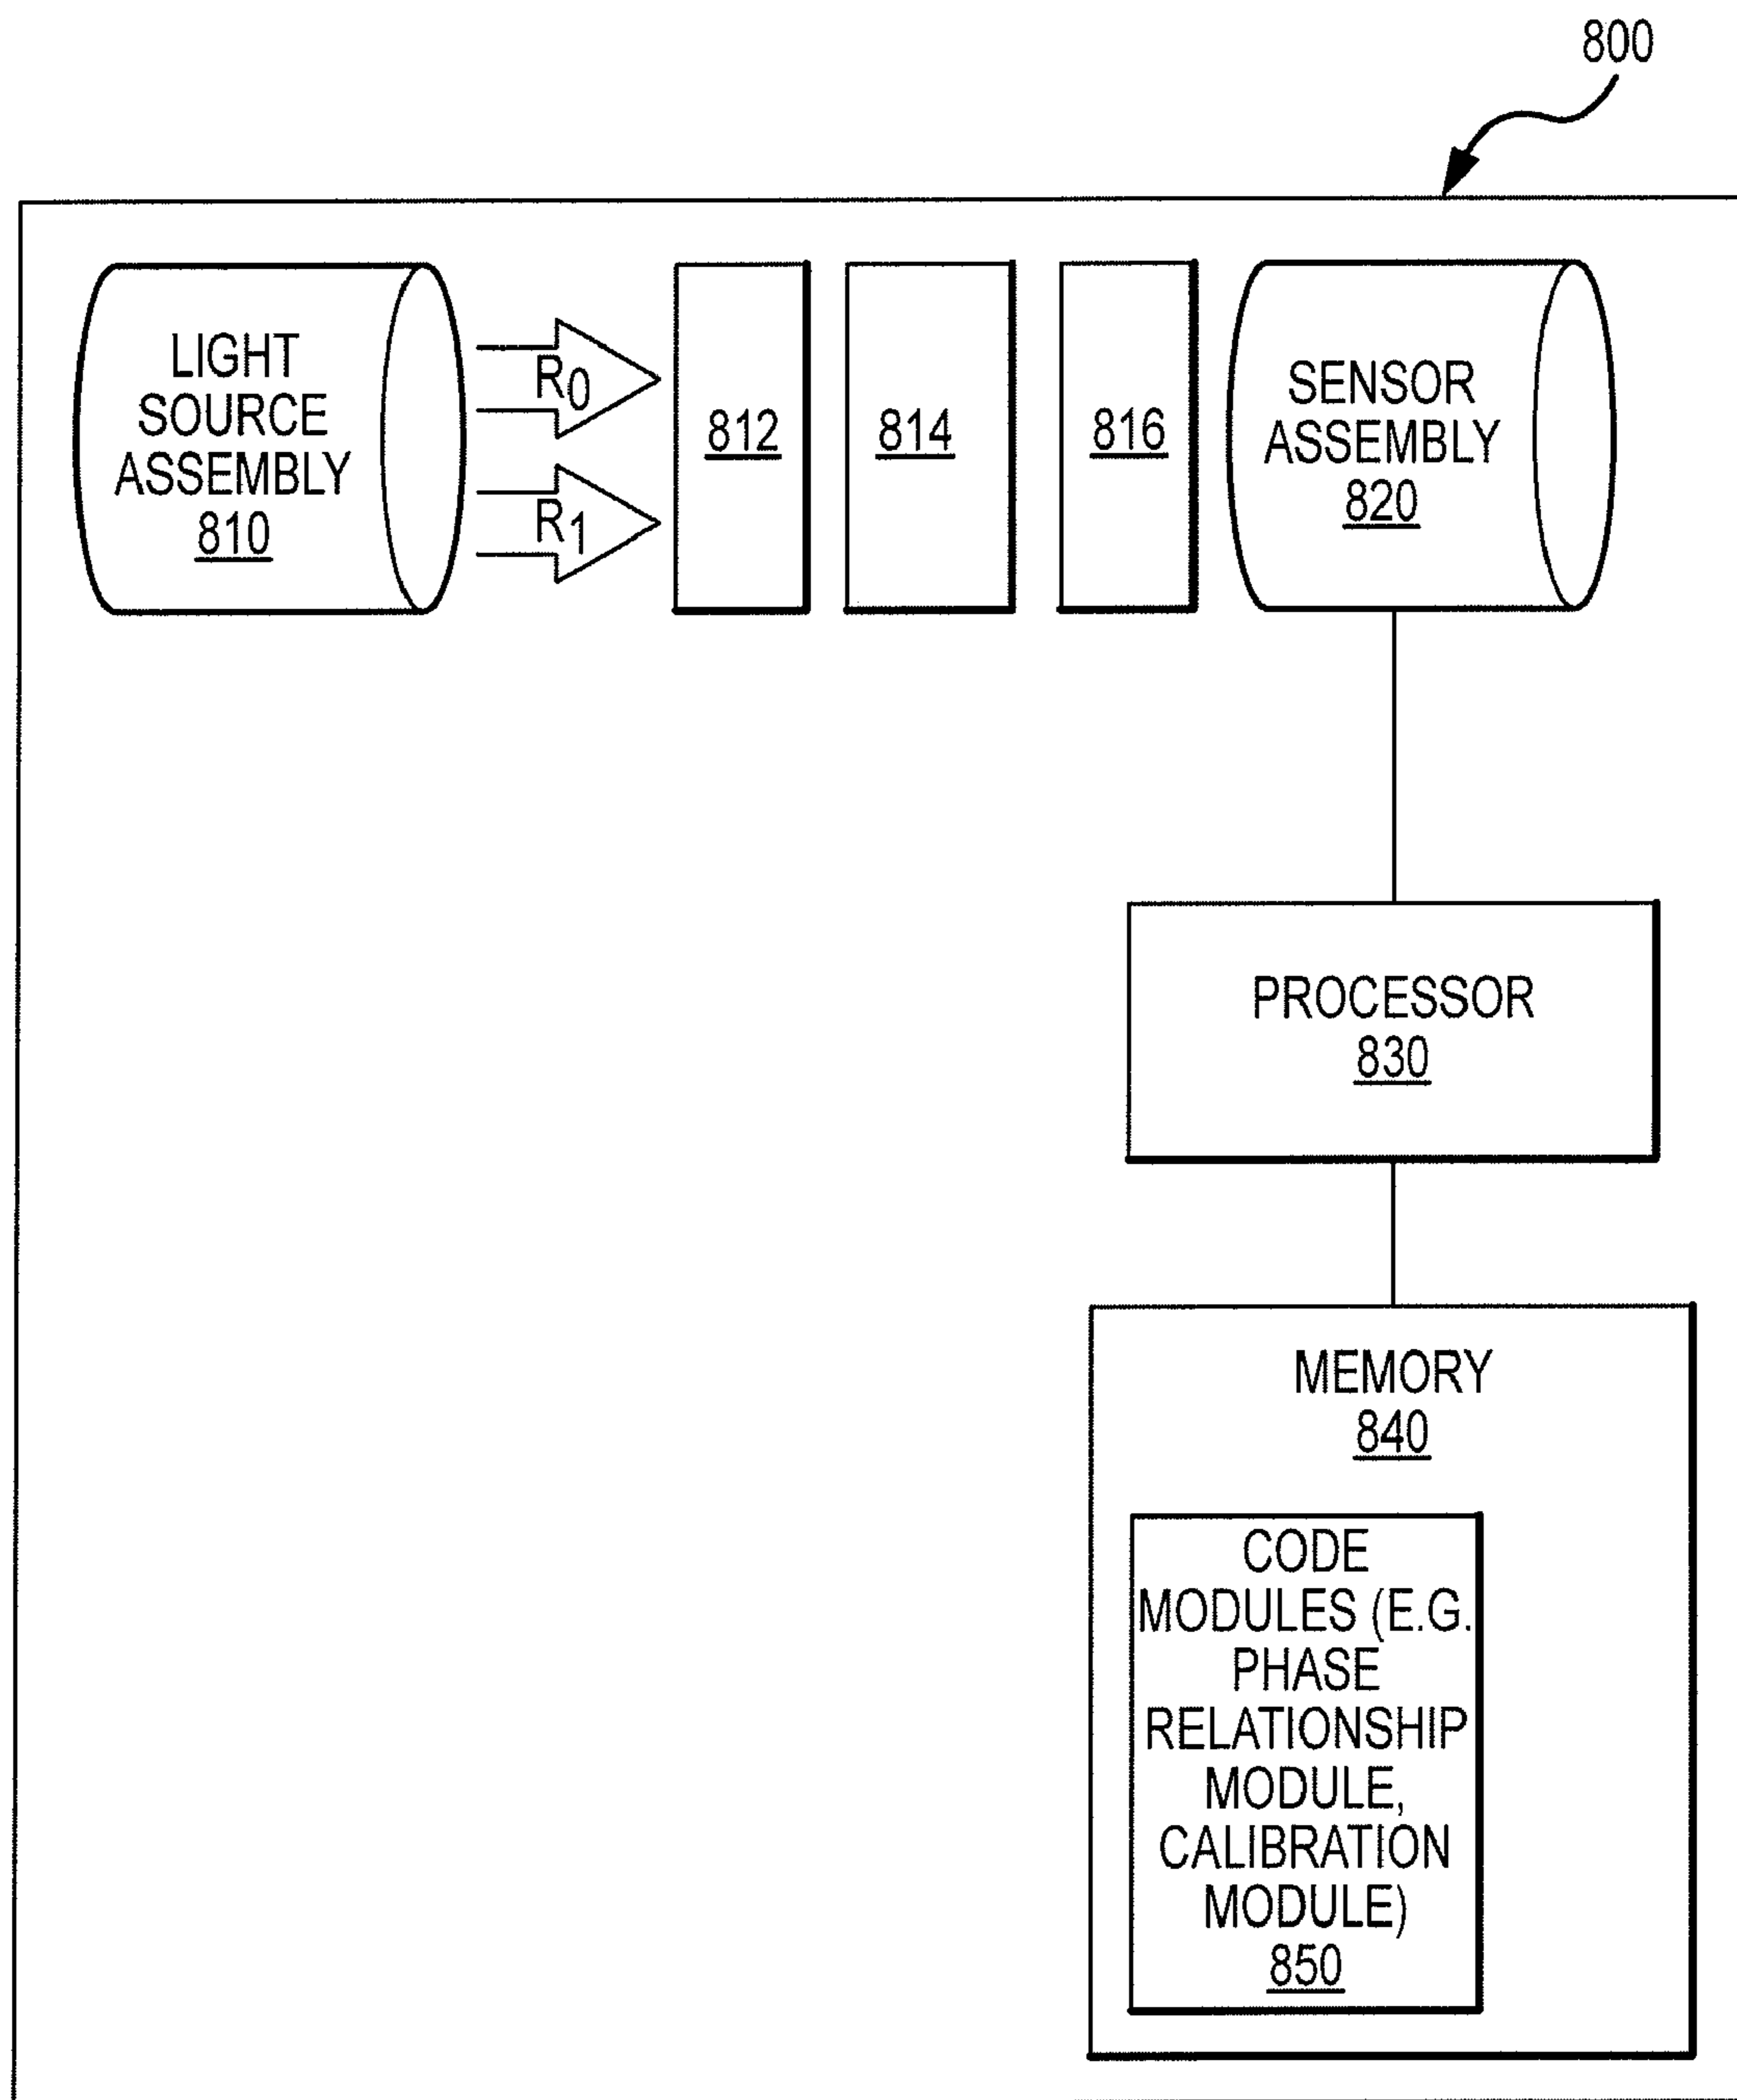 800
LIGHT
SOURCE
ASSEMBLY
810
R0
R1
812
814
816
SENSOR
ASSEMBLY
820
PROCESSOR
830
MEMORY
840
CODE
MODULES (E.G.
PHASE
RELATIONSHIP
MODULE,
CALIBRATION
MODULE)
850